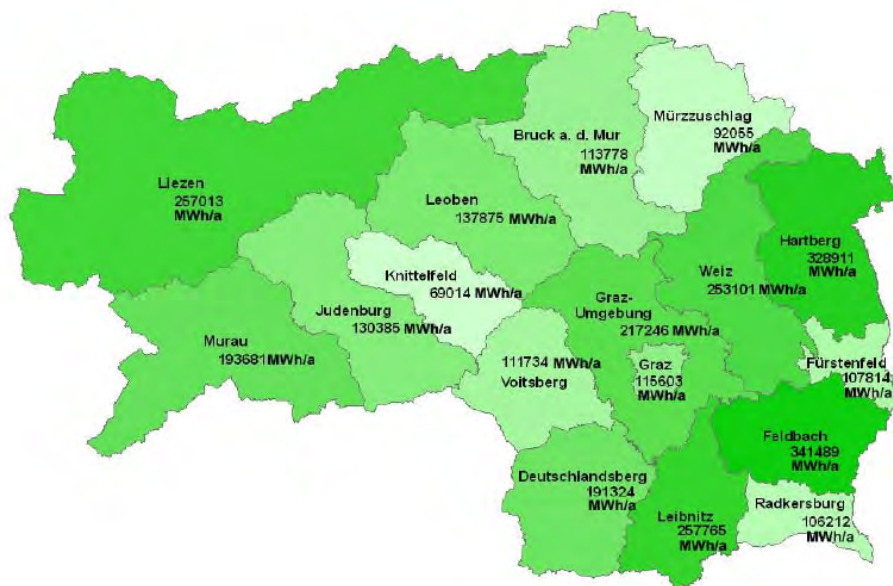 Mürzzuschlag
92055
MWh/a
Bruck a. d. Mur
113778
MWh/a
Liezen
257013
MWh/a
Leoben
137875 MWh/a
Hartberg
328911
MWh/a
Knittelfeld
69014 MWh/a
Weiz
253101 MWh/a
Graz-
Umgebung
217246 MWh/a
Judenburg
130385 MWh/a
Murau
193681MWh/a
111734 MWh/a
Voitsberg
Graz
115603
MWh/a
Fürstenfeld
107814
MWh/a
Feldbach
341489
MWh/a
Deutschlandsberg
191324
MWh/a
Leibnitz
257765
MWh/a
Radkersburg
106212
MWh/a